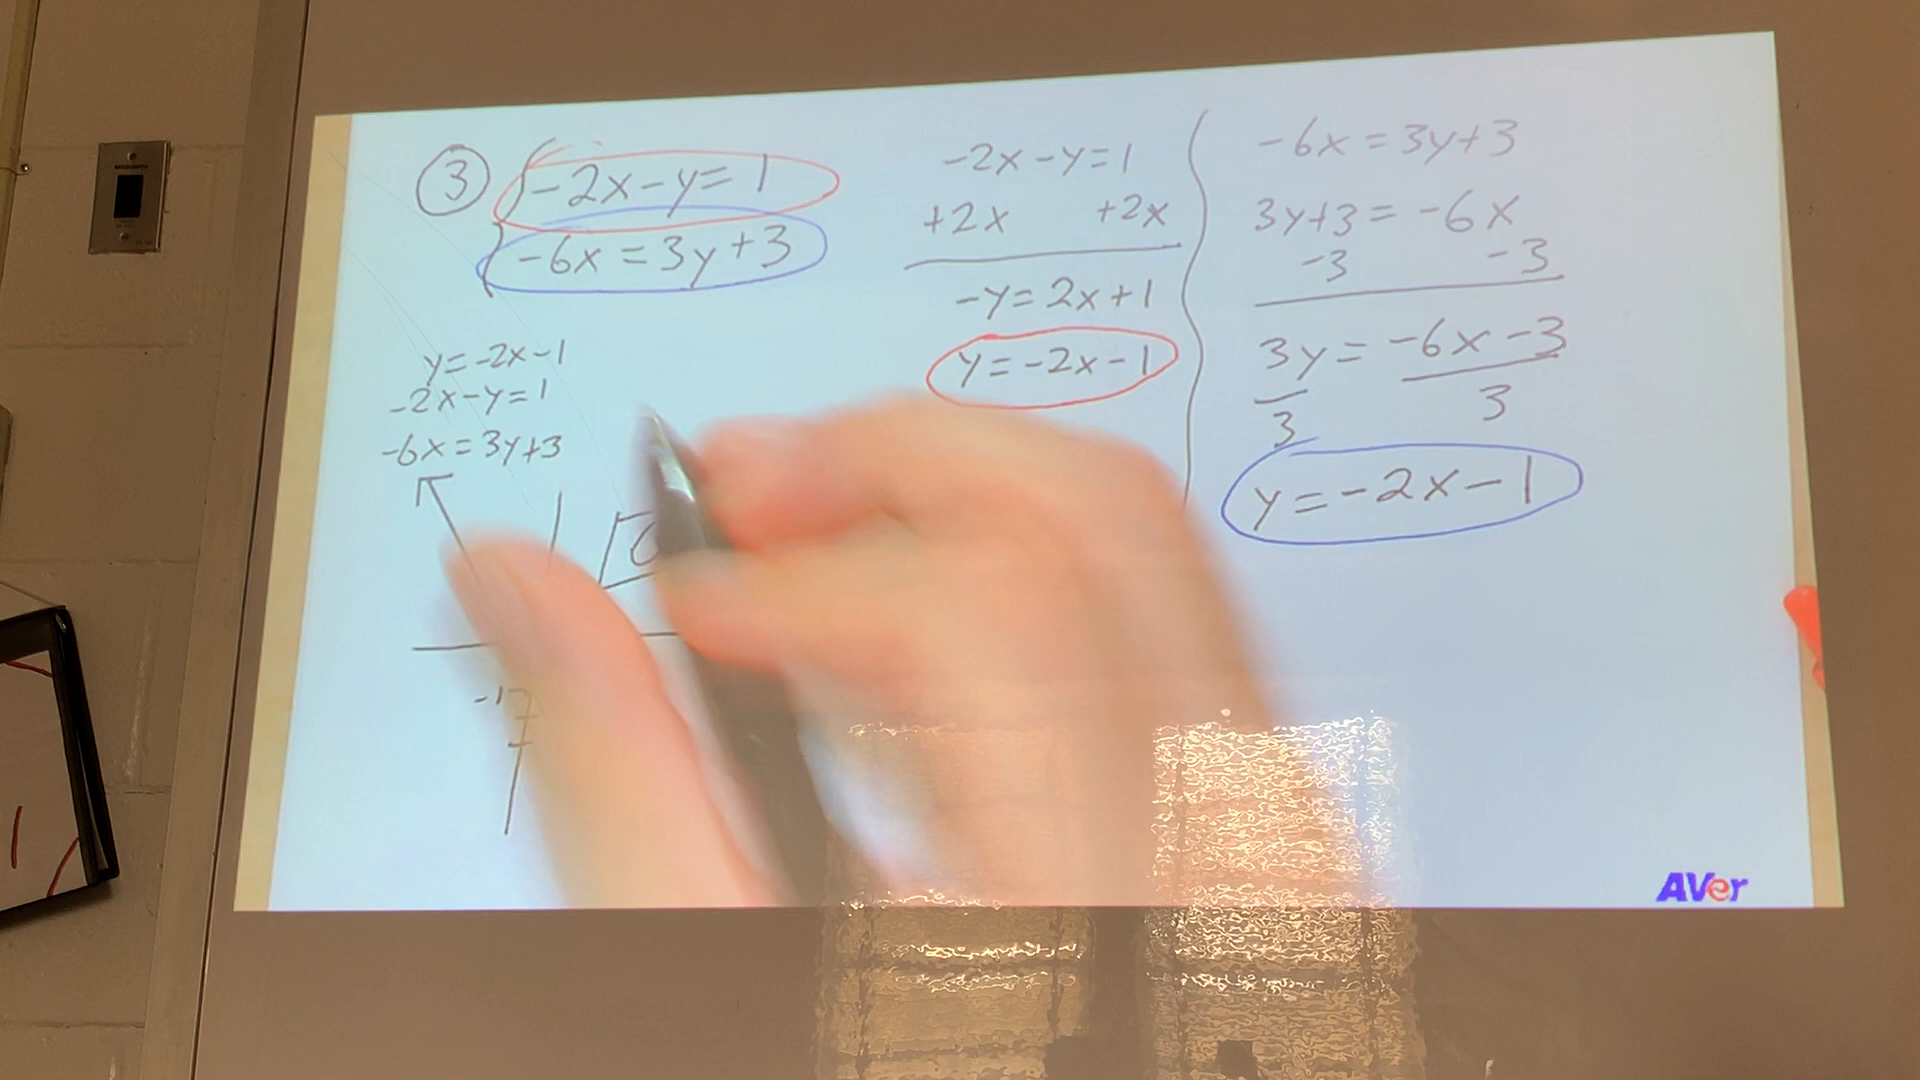 3 -2x-y=1
-6x=3y+3
y=-2x-1
-2x-y=1
-6x=3y+3
-1
-2x-y=1
+2x +2x
-y=2x+1
y=-2x-1
-6x=3y+3
3y+3=-6x
-3 -3
3y=-6x-3
3 3
y=-2x-1
AVer